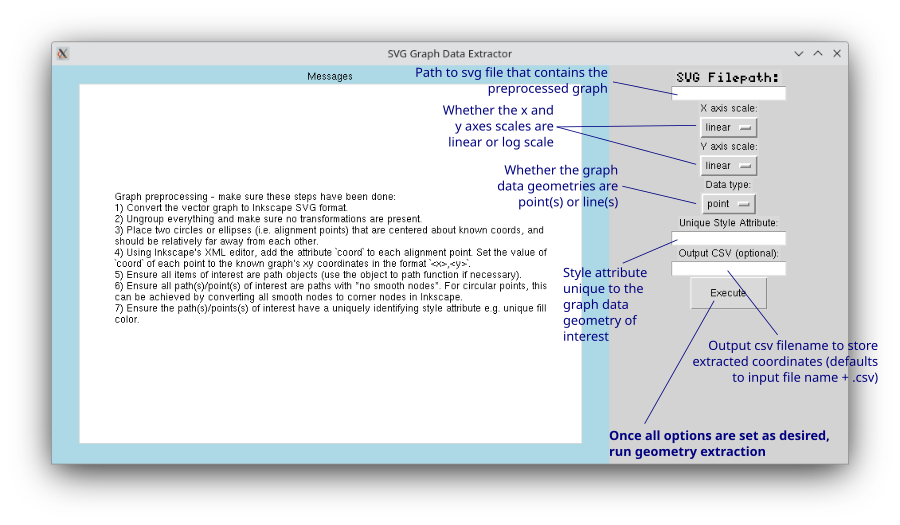 SVG Graph Data Extractor
Messages
Path to svg file that contains the
preprocessed graph
SVG Filepath:
Whether the x and
y axes scales are
linear or log scale
X axis scale:
linear
Y axis scale:
linear
Whether the graph
data geometries are
point(s) or line(s)
Data type:
point
Graph preprocessing - make sure these steps have been done:
1) Convert the vector graph to Inkscape SVG format.
2) Ungroup everything and make sure no transformations are present.
3) Place two circles or ellipses (i.e. alignment points) that are centered about known coords, and
should be relatively far away from each other.
4) Using Inkscape's XML editor, add the attribute `coord` to each alignment point. Set the value of
`coord` of each point to the known graph's xy coordinates in the format `<x>,<y>`.
5) Ensure all items of interest are path objects (use the object to path function if necessary).
6) Ensure all path(s)/point(s) of interest are paths with "no smooth nodes". For circular points, this
can be achieved by converting all smooth nodes to corner nodes in Inkscape.
7) Ensure the path(s)/points(s) of interest have a uniquely identifying style attribute e.g. unique fill
color.
Unique Style Attribute:
Output CSV (optional):
Style attribute
unique to the
graph data
geometry of
interest
Execute
Output csv filename to store
extracted coordinates (defaults
to input file name + .csv)
Once all options are set as desired,
run geometry extraction